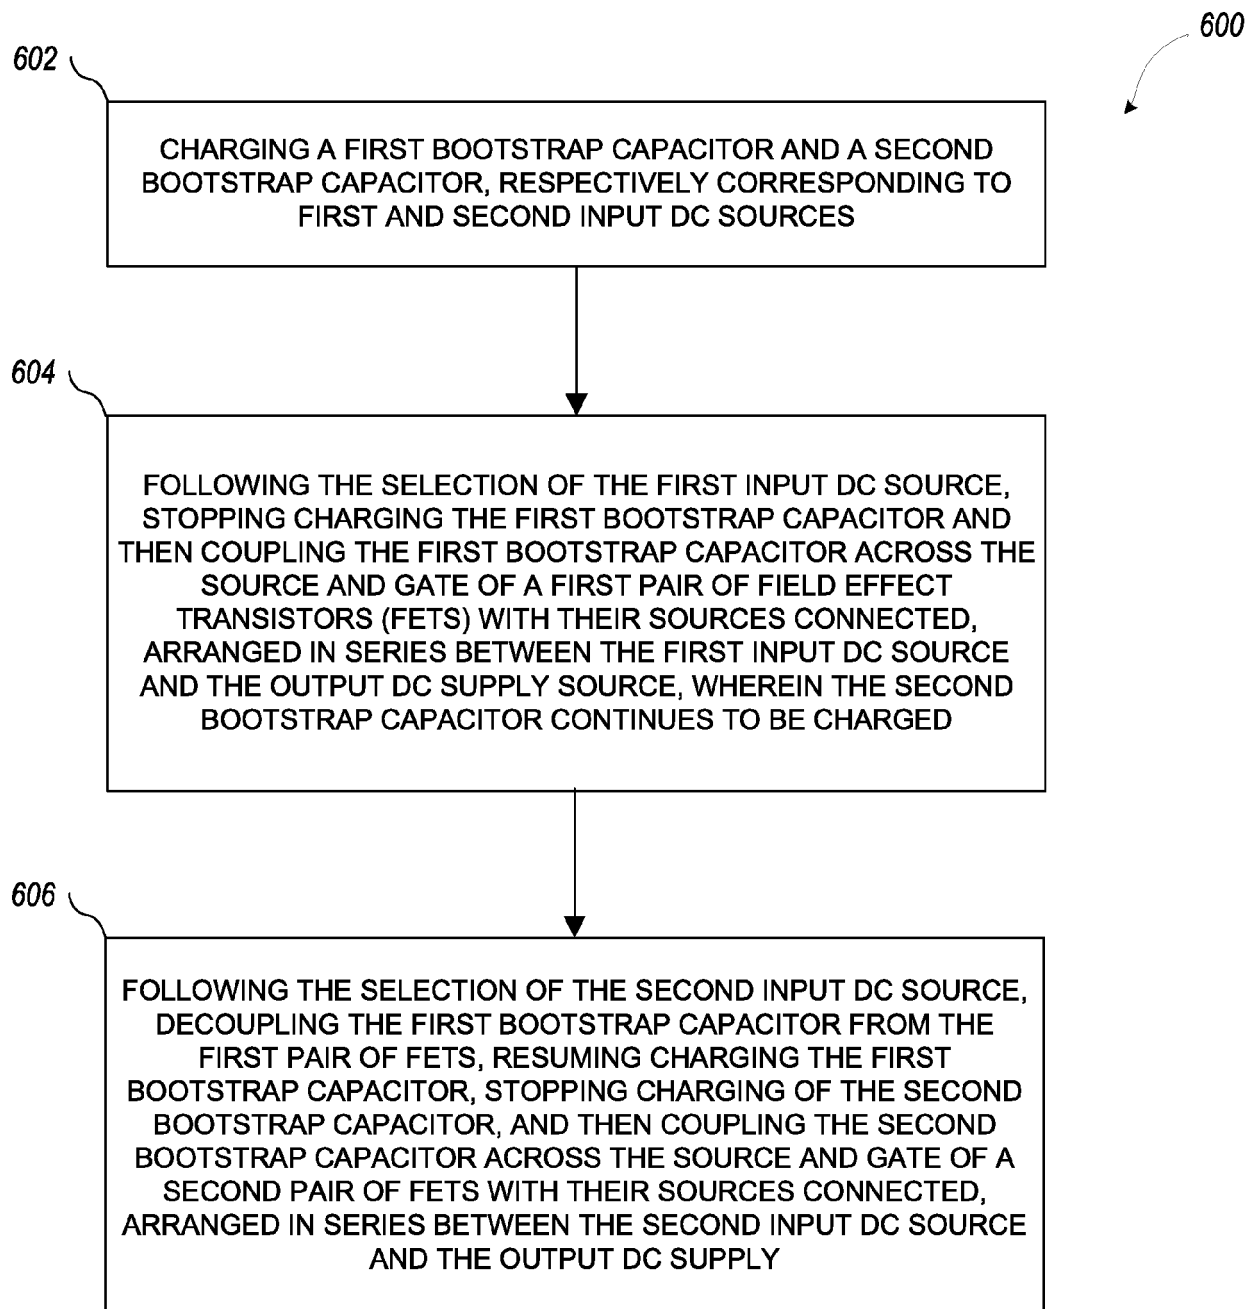 600
602
CHARGING A FIRST BOOTSTRAP CAPACITOR AND A SECOND
BOOTSTRAP CAPACITOR, RESPECTIVELY CORRESPONDING TO
FIRST AND SECOND INPUT DC SOURCES
604
FOLLOWING THE SELECTION OF THE FIRST INPUT DC SOURCE,
STOPPING CHARGING THE FIRST BOOTSTRAP CAPACITOR AND
THEN COUPLING THE FIRST BOOTSTRAP CAPACITOR ACROSS THE
SOURCE AND GATE OF A FIRST PAIR OF FIELD EFFECT
TRANSISTORS (FETS) WITH THEIR SOURCES CONNECTED,
ARRANGED IN SERIES BETWEEN THE FIRST INPUT DC SOURCE
AND THE OUTPUT DC SUPPLY SOURCE, WHEREIN THE SECOND
BOOTSTRAP CAPACITOR CONTINUES TO BE CHARGED
606
FOLLOWING THE SELECTION OF THE SECOND INPUT DC SOURCE,
DECOUPLING THE FIRST BOOTSTRAP CAPACITOR FROM THE
FIRST PAIR OF FETS, RESUMING CHARGING THE FIRST
BOOTSTRAP CAPACITOR, STOPPING CHARGING OF THE SECOND
BOOTSTRAP CAPACITOR, AND THEN COUPLING THE SECOND
BOOTSTRAP CAPACITOR ACROSS THE SOURCE AND GATE OF A
SECOND PAIR OF FETS WITH THEIR SOURCES CONNECTED,
ARRANGED IN SERIES BETWEEN THE SECOND INPUT DC SOURCE
AND THE OUTPUT DC SUPPLY